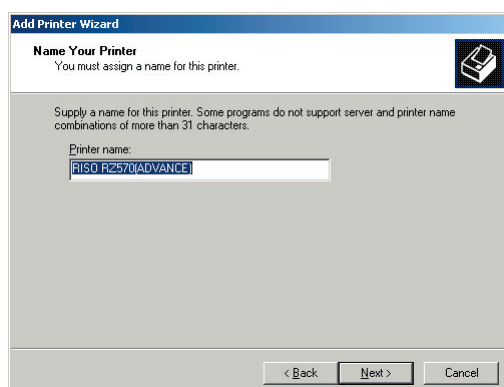 Add Printer Wizard
Name Your Printer
You must assign a name for this printer.
Supply a name for this printer. Some programs do not support server and printer name
combinations of more than 31 characters.
Printer name:
RISO RZ570(ADVANCE)
< Back
Next >
Cancel